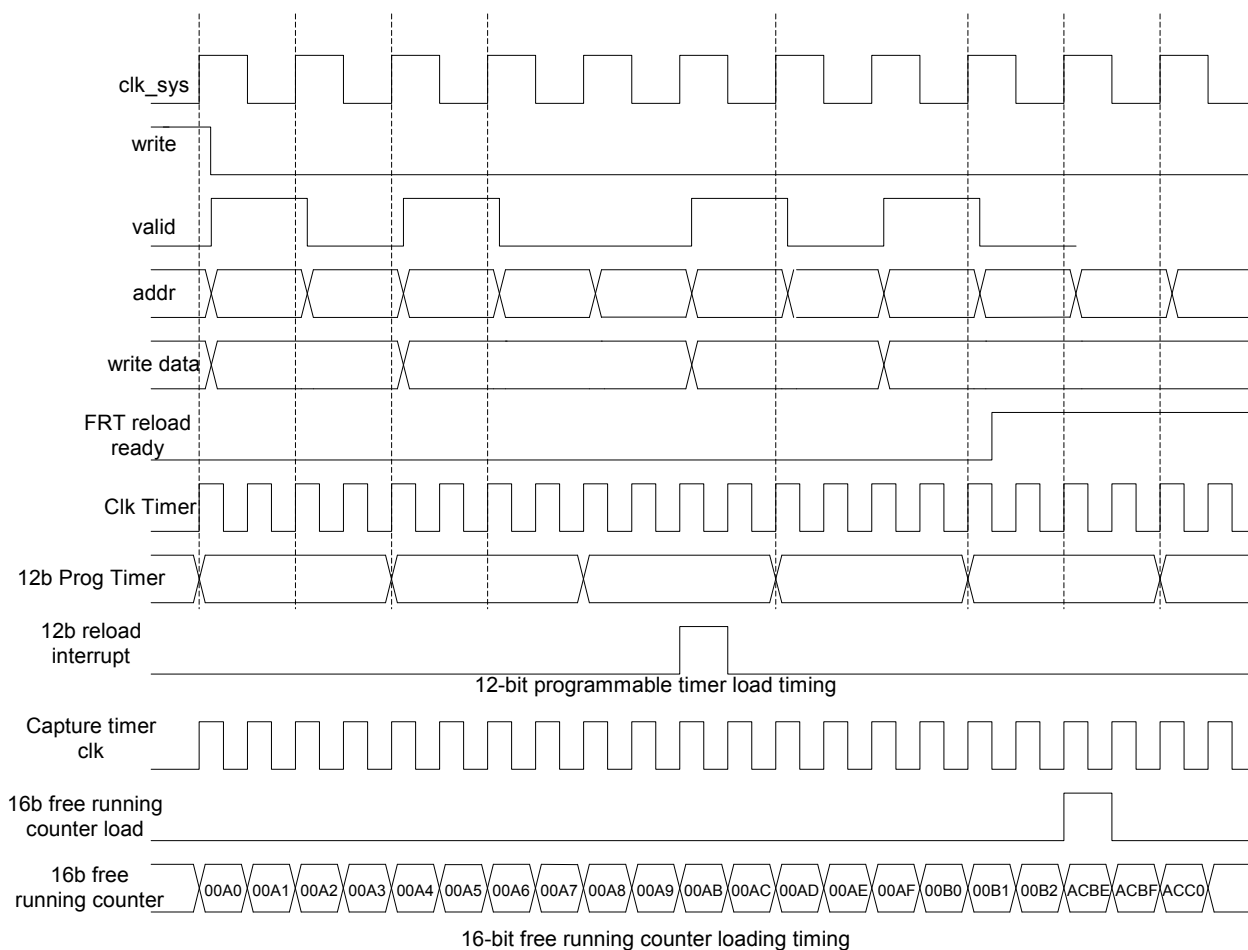 clk_sys
write
valid
addr
write data
FRT reload
ready
Clk Timer
12b Prog Timer
12b reload
interrupt
12-bit programmable timer load timing
Capture timer
clk
16b free running
counter load
16b free
running counter
00A0 00A1 00A2 00A3 00A4 00A5 00A6 00A7 00A8 00A9 00AB 00AC 00AD 00AE 00AF 00B0 00B1 00B2 ACBE ACBF ACC0
16-bit free running counter loading timing